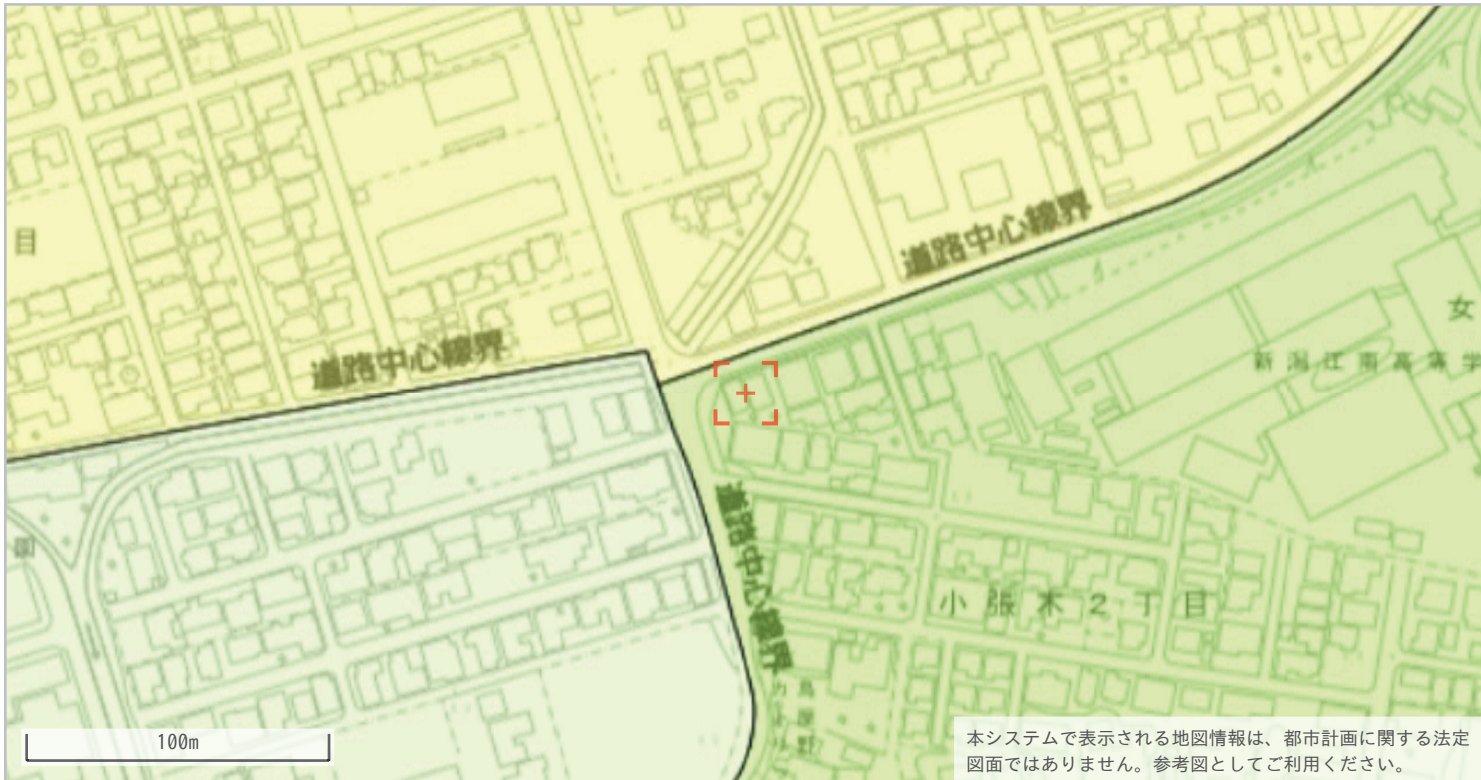 目
道路中心線界
道路中心線界
女
新潟江南高等学
道路中心線界
小張木2丁目
鳥屋野
100m
本システムで表示される地図情報は、都市計画に関する法定
図面ではありません。参考図としてご利用ください。